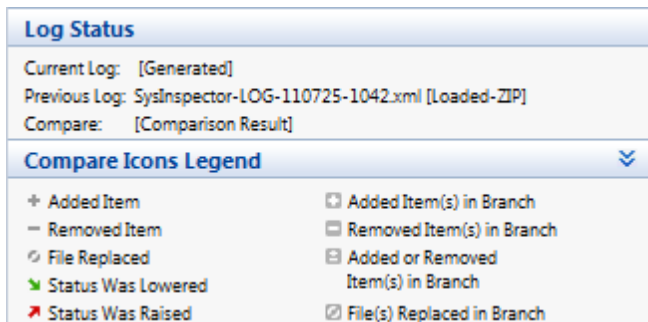 Log Status
Current Log: [Generated]
Previous Log: SysInspector-LOG-110725-1042.xml [Loaded-ZIP]
Compare: [Comparison Result]
Compare Icons Legend
Added Item
Removed Item
File Replaced
Status Was Lowered
Status Was Raised
Added Item(s) in Branch
Removed Item(s) in Branch
Added or Removed
Item(s) in Branch
File(s) Replaced in Branch